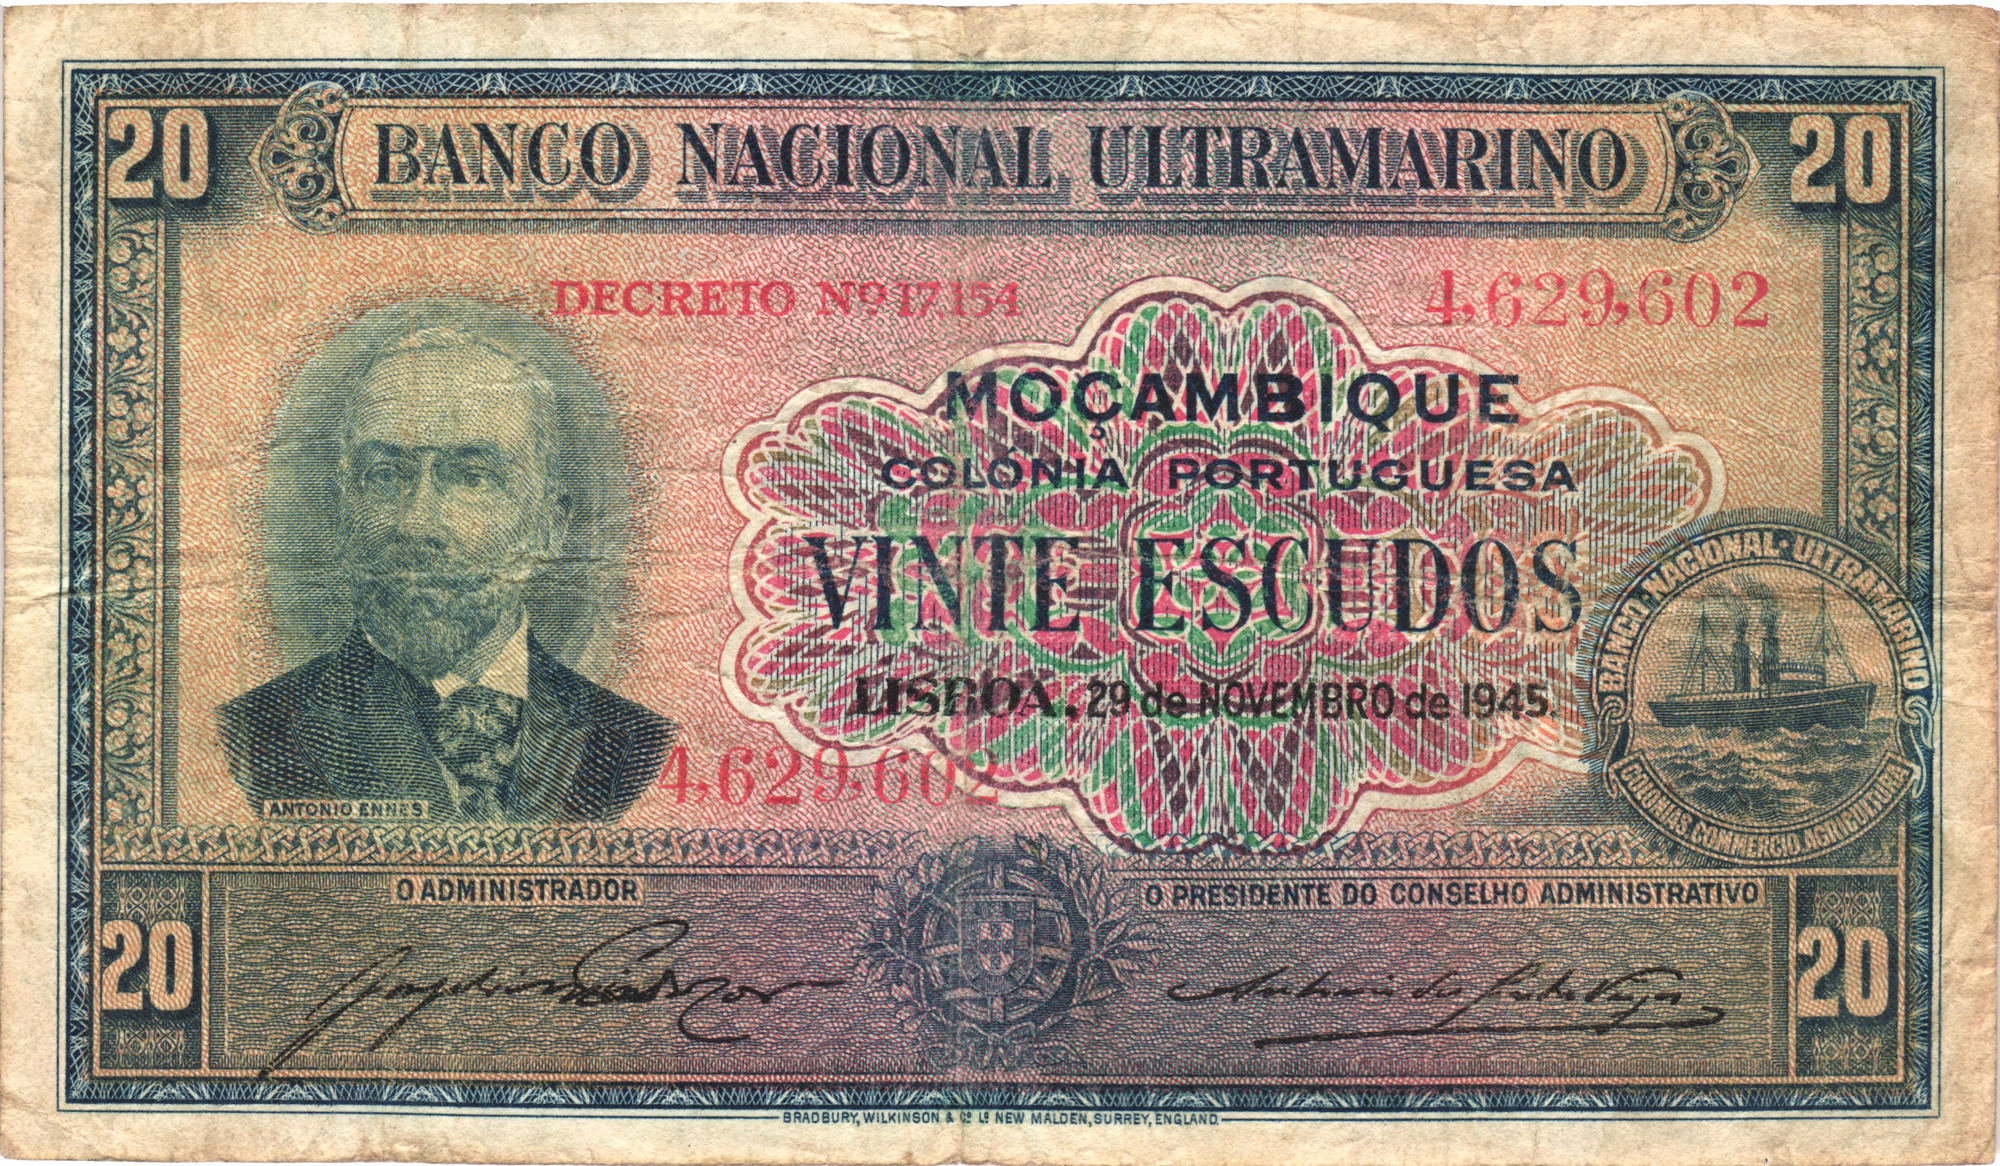 20 BANCO NACIONAL ULTRAMARINO 20
DECRETO Nº 17.154 4,629,602
MOÇAMBIQUE
COLÓNIA PORTUGUESA
VINTE ESCUDOS
BANCO NACIONAL ULTRAMARINO
COLONIAS COMMERCIO AGRICULTURA
LISBOA, 29 de NOVEMBRO de 1945.
4,629,602
ANTONIO ENNES
O ADMINISTRADOR
O PRESIDENTE DO CONSELHO ADMINISTRATIVO
20 20
BRADBURY, WILKINSON & Cº Lº NEW MALDEN, SURREY, ENGLAND.